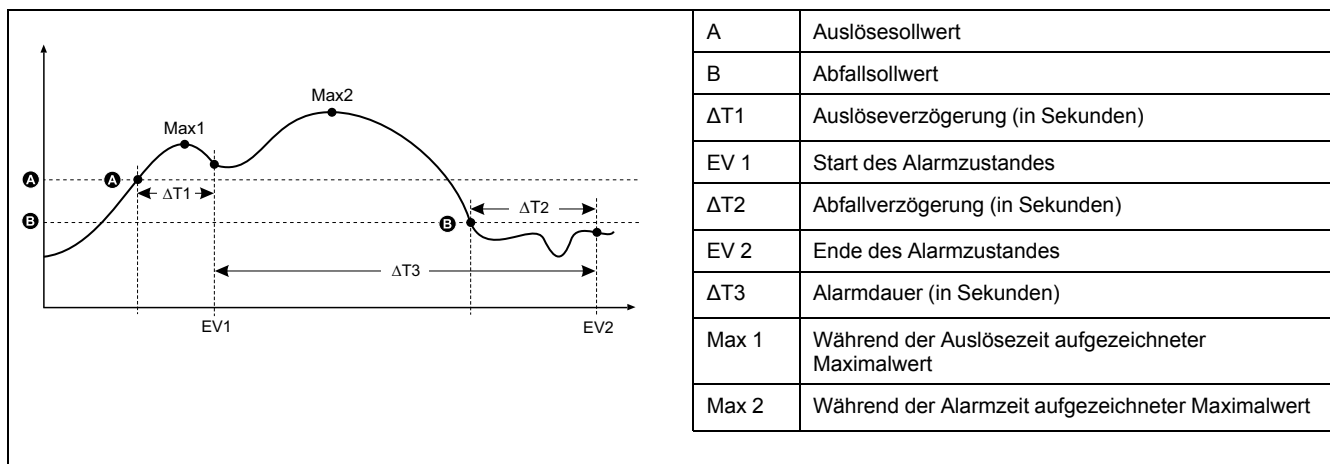 Max2
Max1
A
A
ΔT1
B
B
ΔT2
ΔT3
EV1
EV2
A Auslösesollwert
B Abfallsollwert
ΔT1 Auslöseverzögerung (in Sekunden)
EV 1 Start des Alarmzustandes
ΔT2 Abfallverzögerung (in Sekunden)
EV 2 Ende des Alarmzustandes
ΔT3 Alarmdauer (in Sekunden)
Max 1 Während der Auslösezeit aufgezeichneter
Maximalwert
Max 2 Während der Alarmzeit aufgezeichneter Maximalwert